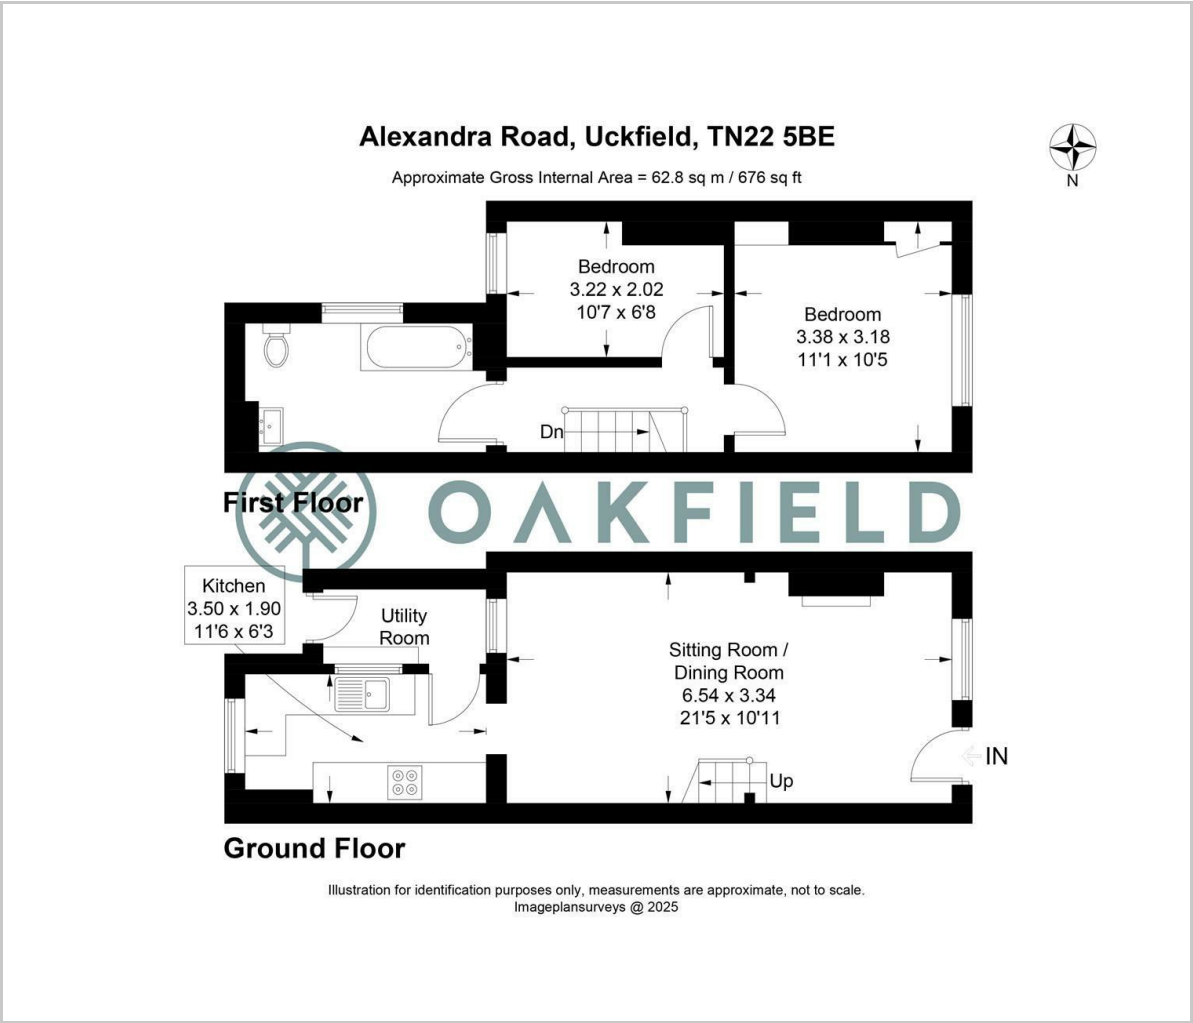 Alexandra Road, Uckfield, TN22 5BE
Approximate Gross Internal Area = 62.8 sq m / 676 sq ft
N
Bedroom
3.22 x 2.02
10'7 x 6'8
Bedroom
3.38 x 3.18
11'1 x 10'5
Dn
First Floor
OAKFIELD
Kitchen
3.50 x 1.90
11'6 x 6'3
Utility
Room
Sitting Room /
Dining Room
6.54 x 3.34
21'5 x 10'11
IN
Up
Ground Floor
Illustration for identification purposes only, measurements are approximate, not to scale.
Imageplansurveys @ 2025